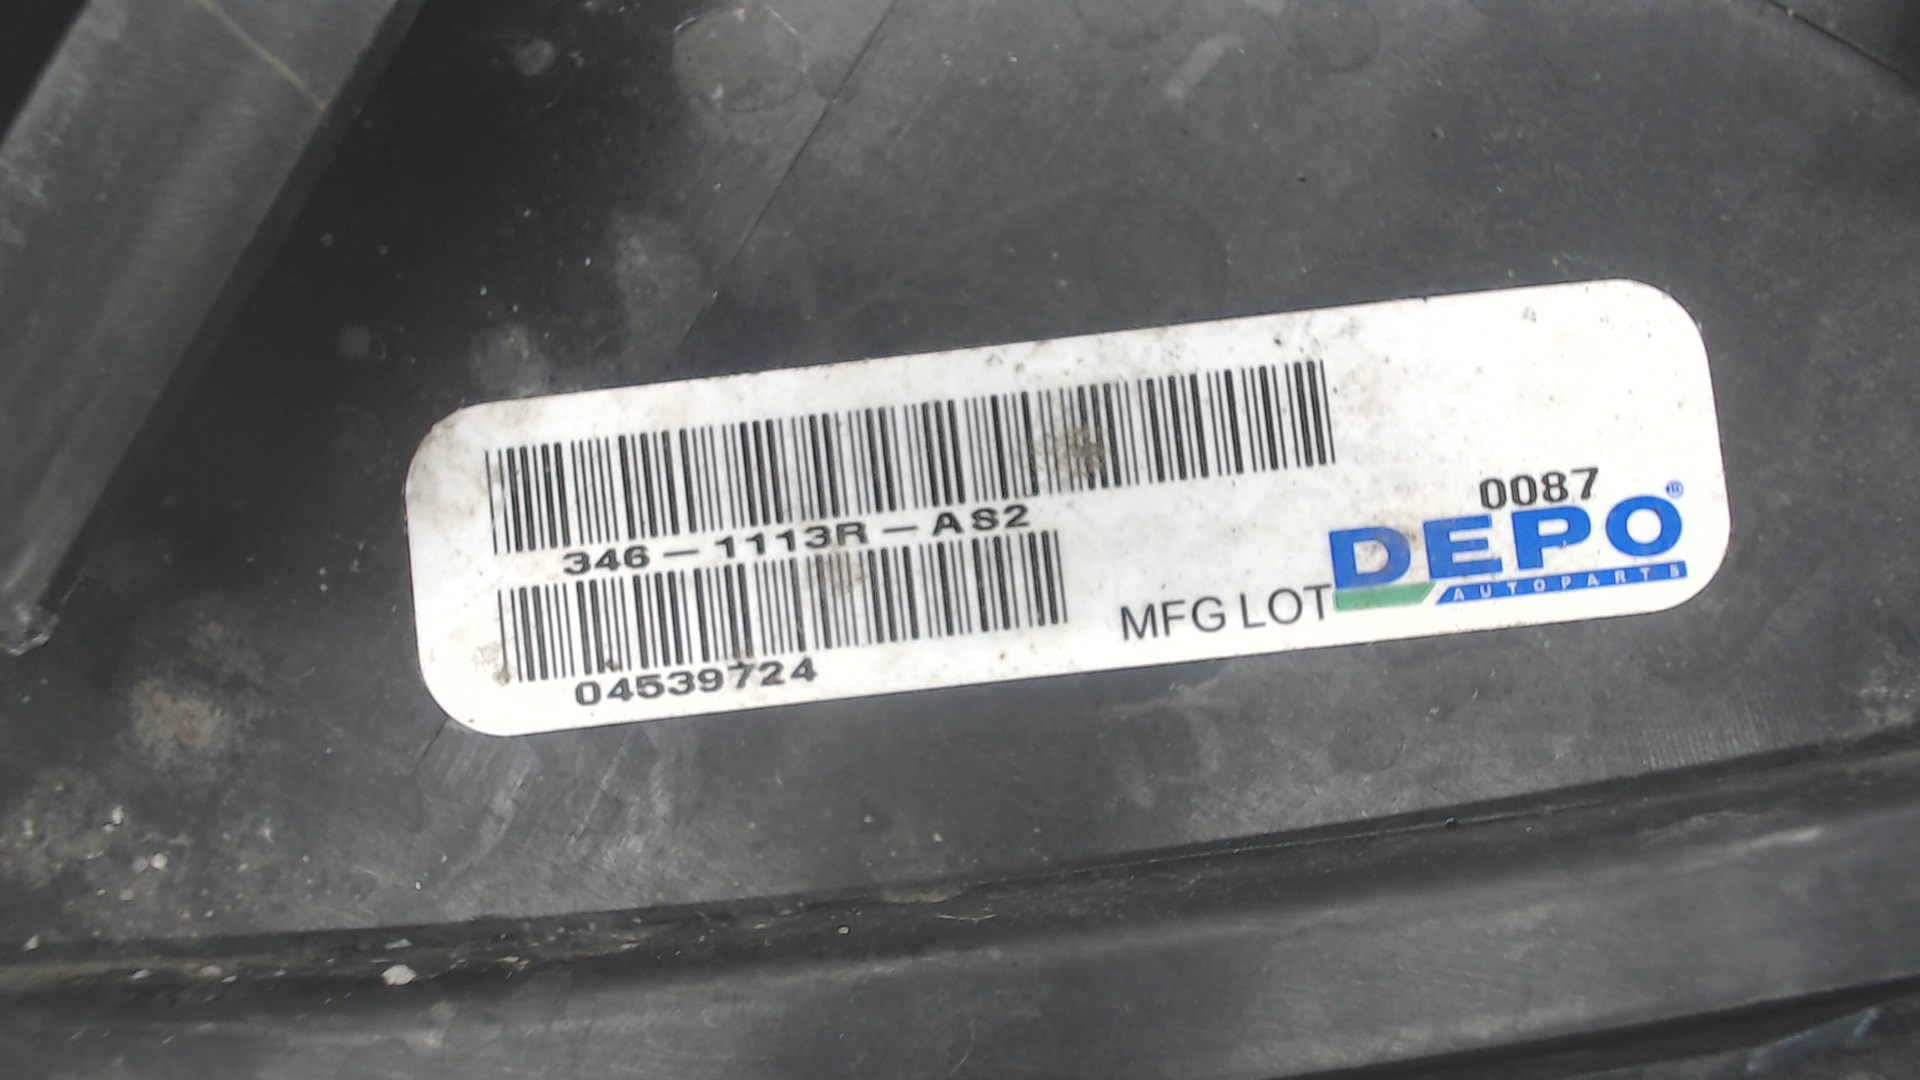 346-1113R-AS2
04539724
MFG LOT
0087
DEPO®
AUTOPARTS